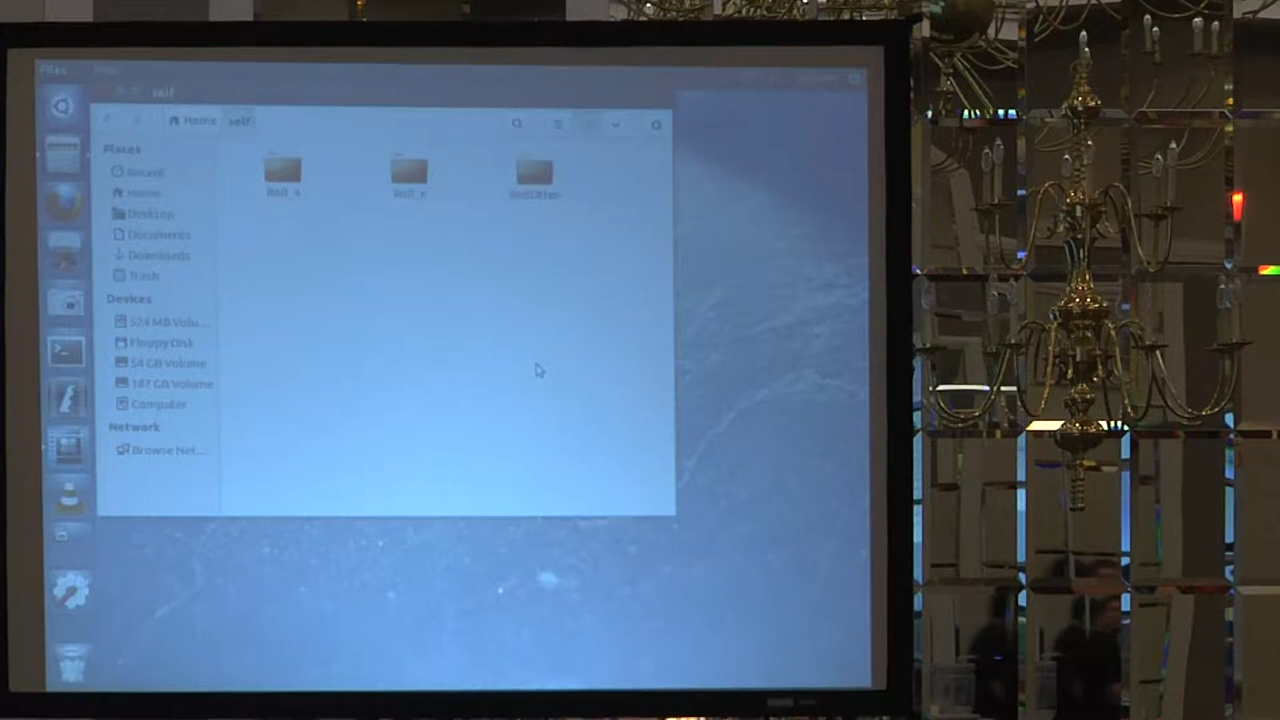 Files
self
Home self
Places
Recent
Home
Desktop
Documents
Downloads
Trash
Devices
524 MB Volu...
Floppy Disk
54 GB Volume
187 GB Volume
Computer
Network
Browse Net...